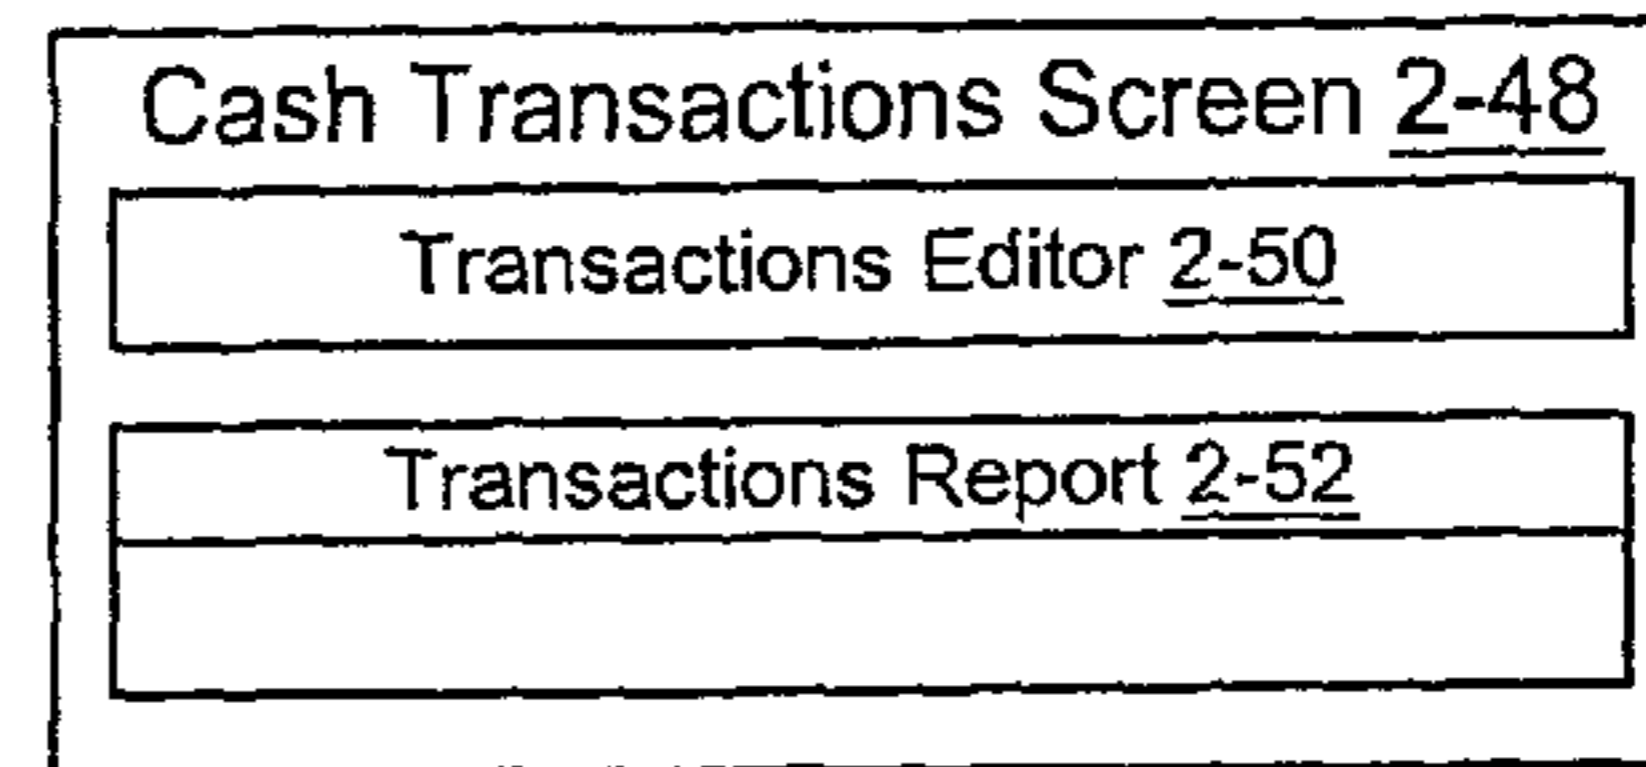 Cash Transactions Screen 2-48
Transactions Editor 2-50
Transactions Report 2-52